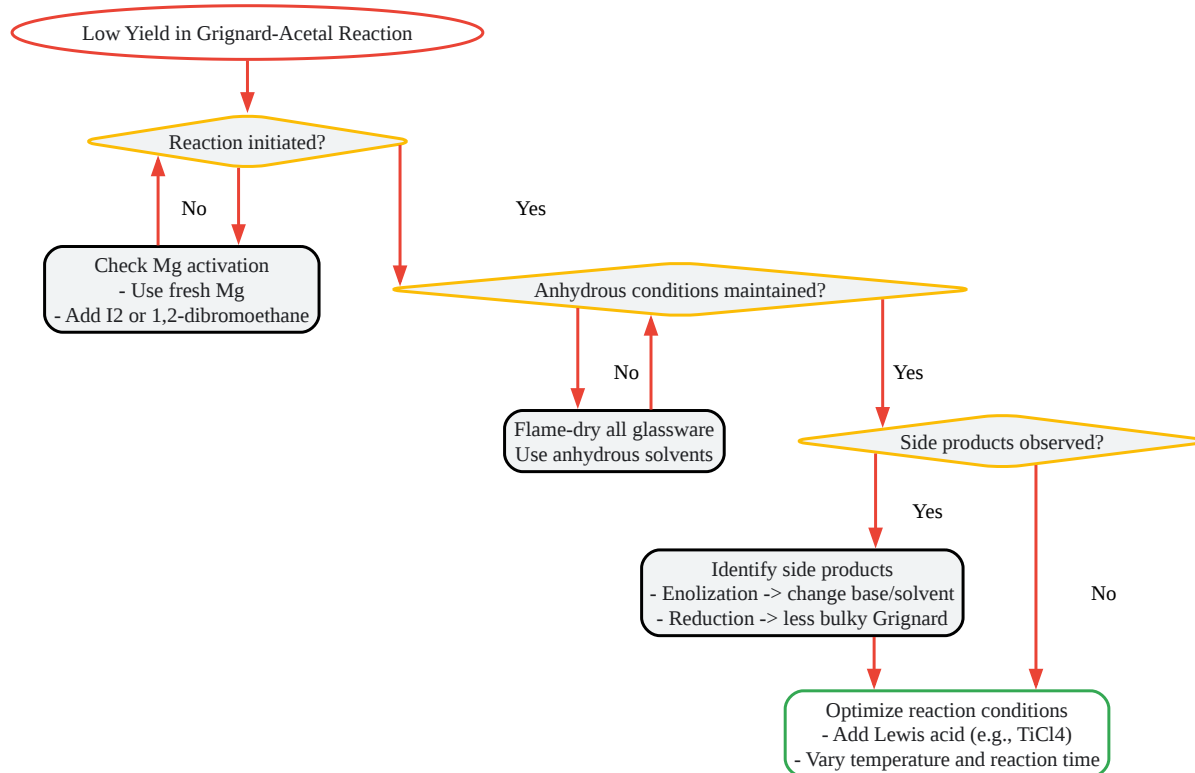 Low Yield in Grignard-Acetal Reaction
Reaction initiated?
No
Yes
Check Mg activation
- Use fresh Mg
- Add I2 or 1,2-dibromoethane
Anhydrous conditions maintained?
No
Yes
Flame-dry all glassware
Use anhydrous solvents
Side products observed?
Yes
No
Identify side products
- Enolization -> change base/solvent
- Reduction -> less bulky Grignard
Optimize reaction conditions
- Add Lewis acid (e.g., TiCl4)
- Vary temperature and reaction time